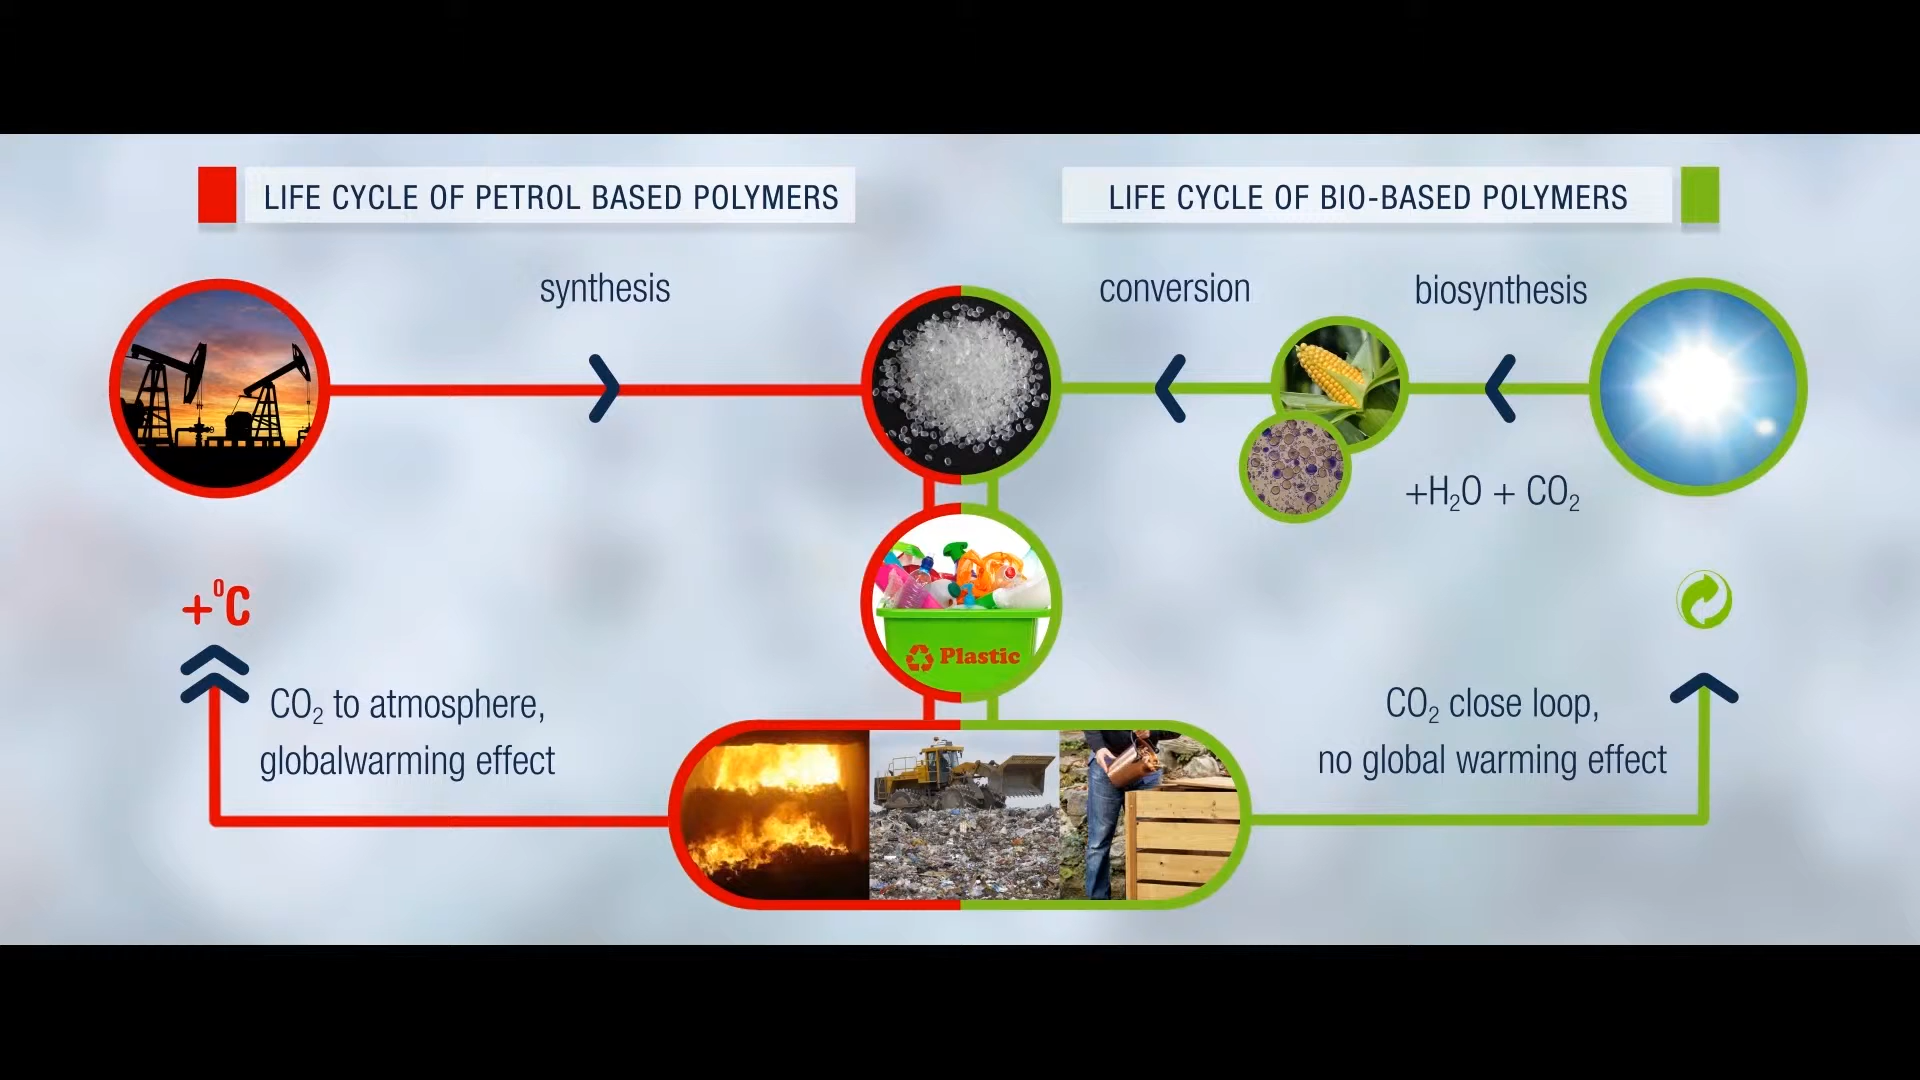 LIFE CYCLE OF PETROL BASED POLYMERS
LIFE CYCLE OF BIO-BASED POLYMERS
synthesis
conversion
biosynthesis
+H₂O + CO₂
Plastic
+⁰C
CO₂ to atmosphere,
globalwarming effect
CO₂ close loop,
no global warming effect